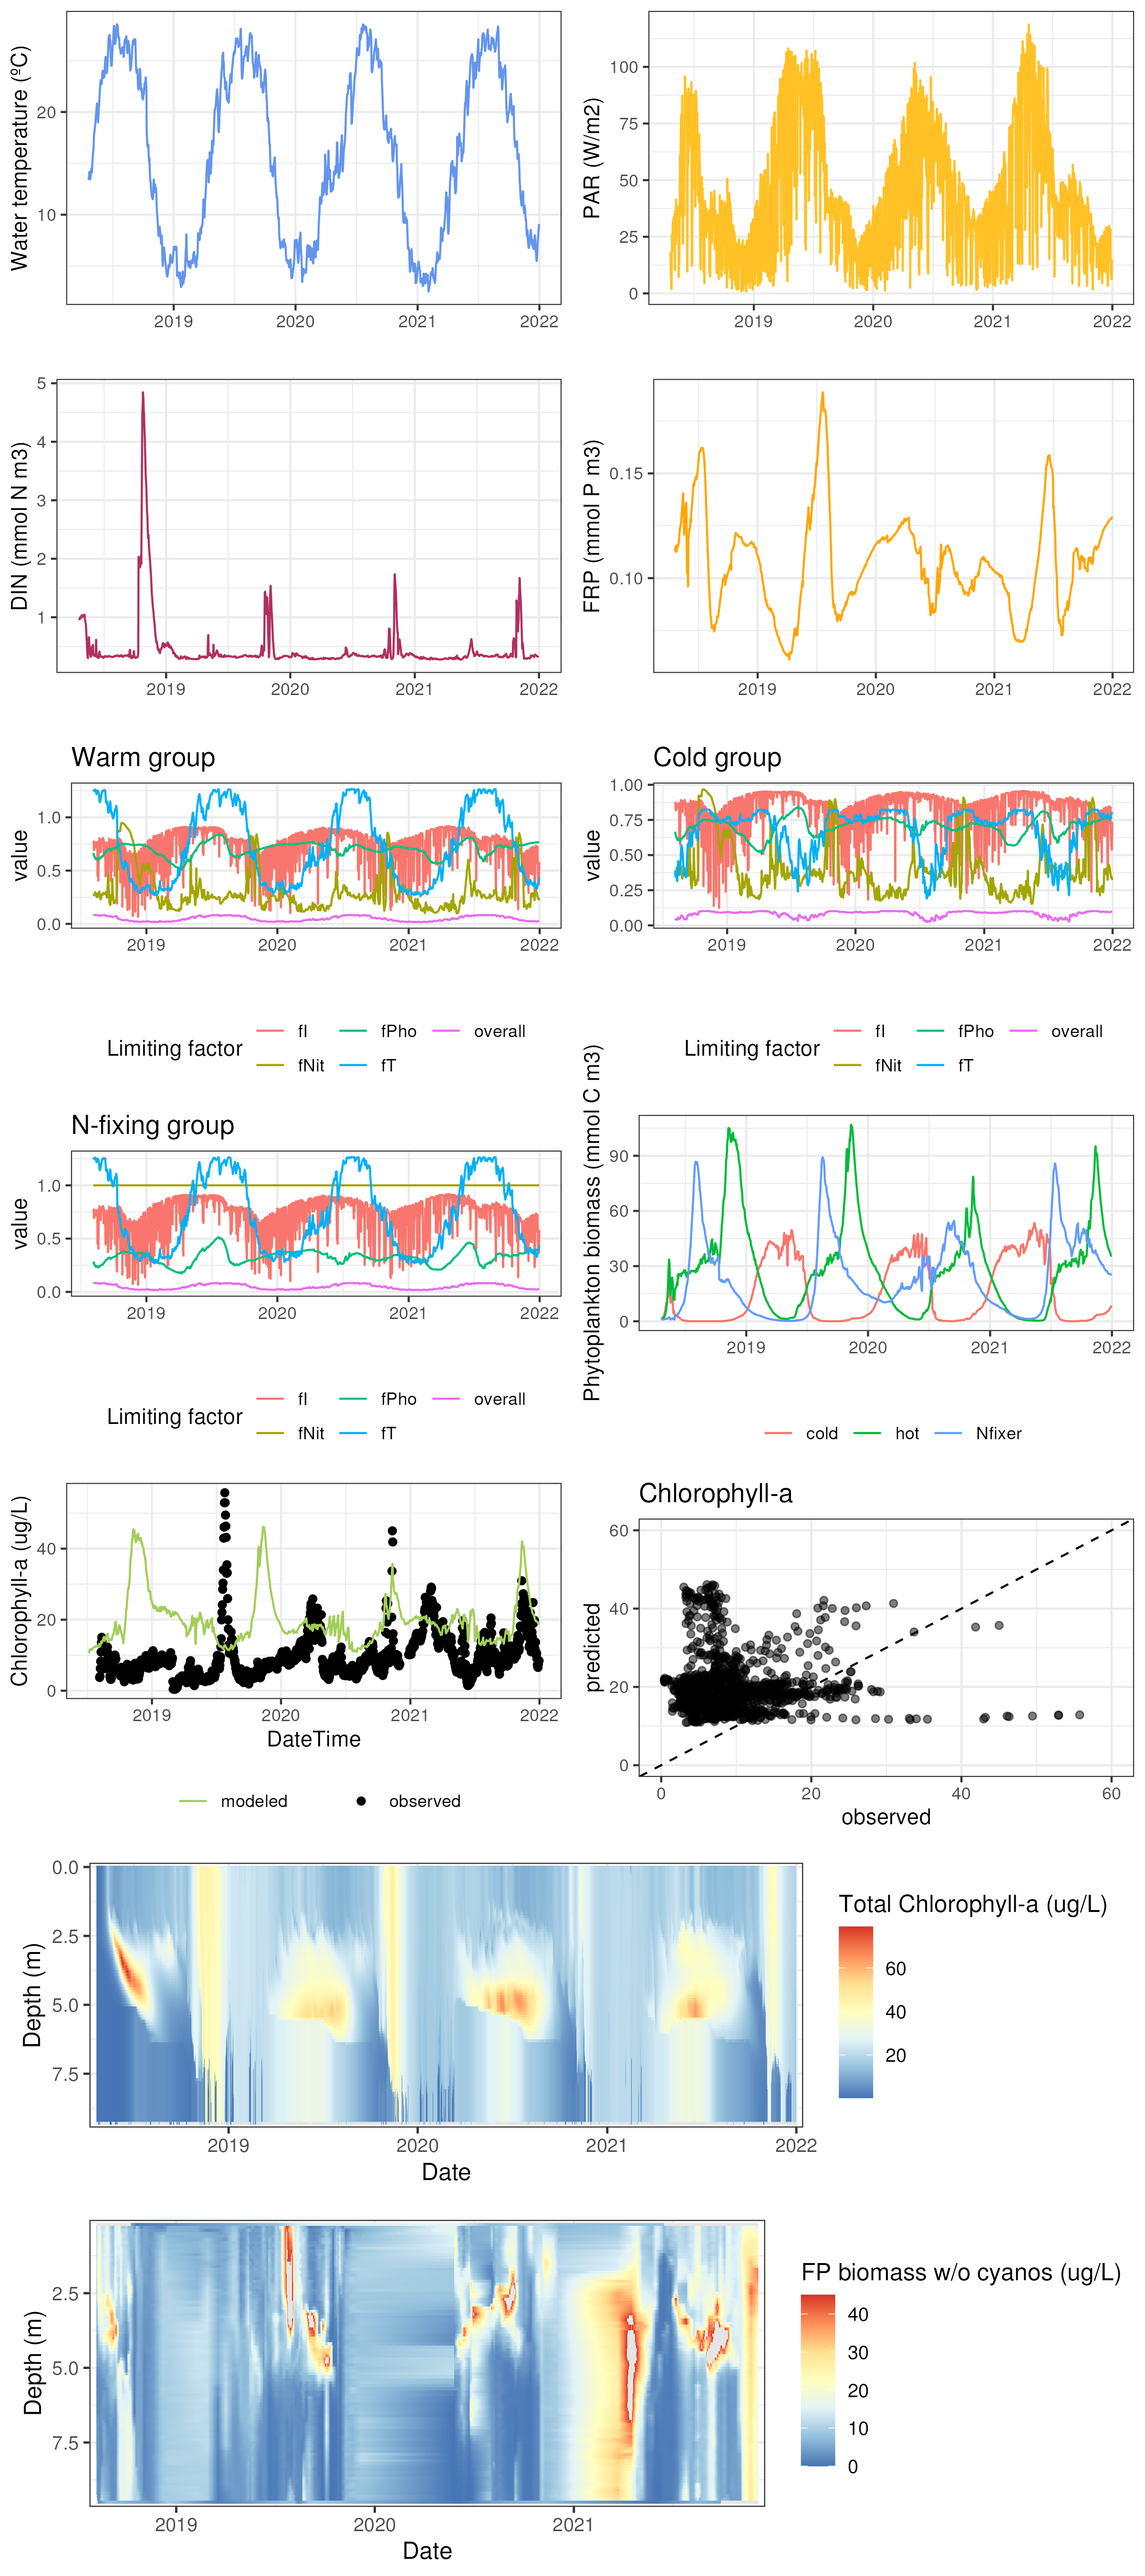 Water temperature (ºC)
20
10
2019 2020 2021 2022
PAR (W/m2)
100
75
50
25
0
2019 2020 2021 2022
DIN (mmol N m3)
5
4
3
2
1
2019 2020 2021 2022
FRP (mmol P m3)
0.15
0.10
2019 2020 2021 2022
Warm group
value
1.0
0.5
0.0
2019 2020 2021 2022
Limiting factor
fI fPho overall
fNit fT
Cold group
value
1.00
0.75
0.50
0.25
0.00
2019 2020 2021 2022
Limiting factor
fI fPho overall
fNit fT
N-fixing group
value
1.0
0.5
0.0
2019 2020 2021 2022
Limiting factor
fI fPho overall
fNit fT
Phytoplankton biomass (mmol C m3)
90
60
30
0
2019 2020 2021 2022
cold hot Nfixer
Chlorophyll-a (ug/L)
40
20
0
2019 2020 2021 2022
DateTime
modeled observed
Chlorophyll-a
predicted
60
40
20
0
0 20 40 60
observed
Depth (m)
0.0
2.5
5.0
7.5
2019 2020 2021 2022
Date
Total Chlorophyll-a (ug/L)
60
40
20
Depth (m)
2.5
5.0
7.5
2019 2020 2021
Date
FP biomass w/o cyanos (ug/L)
40
30
20
10
0